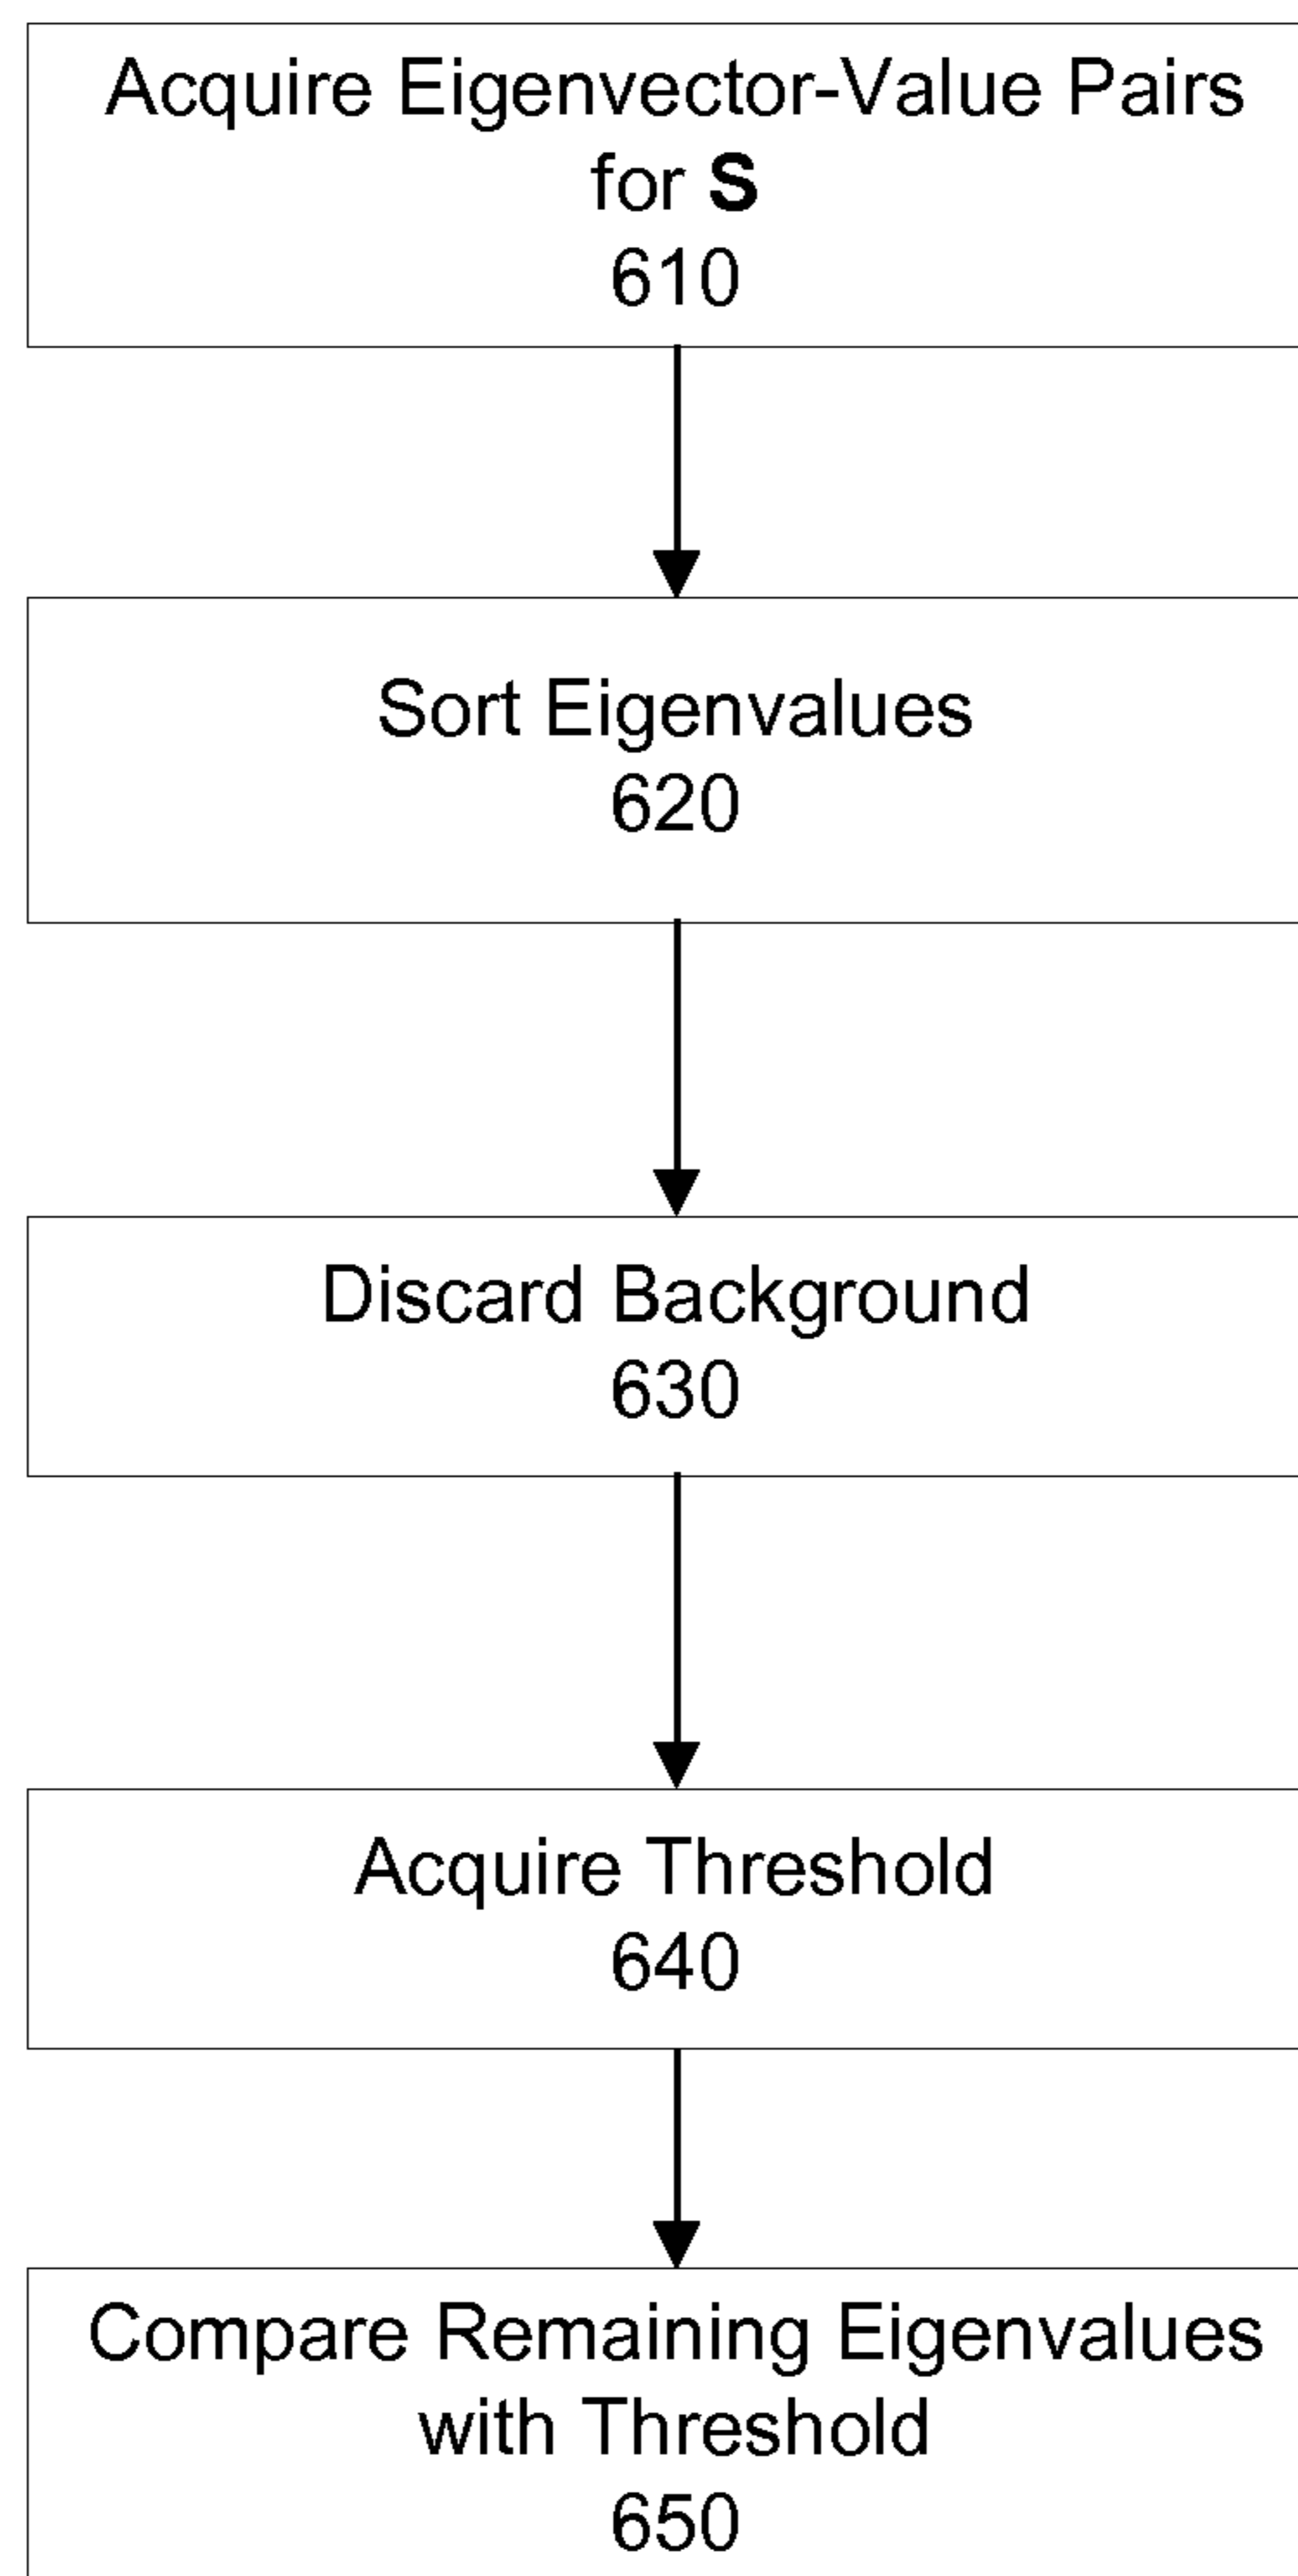 Acquire Eigenvector-Value Pairs
for S
610
Sort Eigenvalues
620
Discard Background
630
Acquire Threshold
640
Compare Remaining Eigenvalues
with Threshold
650